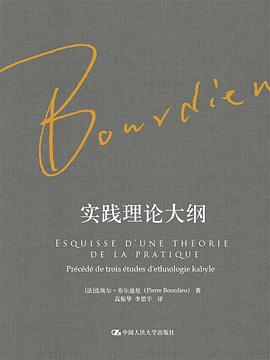 Bourdieu
实践理论大纲
ESQUISSE D'UNE THÉORIE
DE LA PRATIQUE
Précédé de trois études d'ethnologie kabyle
[法]皮埃尔·布尔迪厄(Pierre Bourdieu) 著
高振华 李思宇 译
中国人民大学出版社